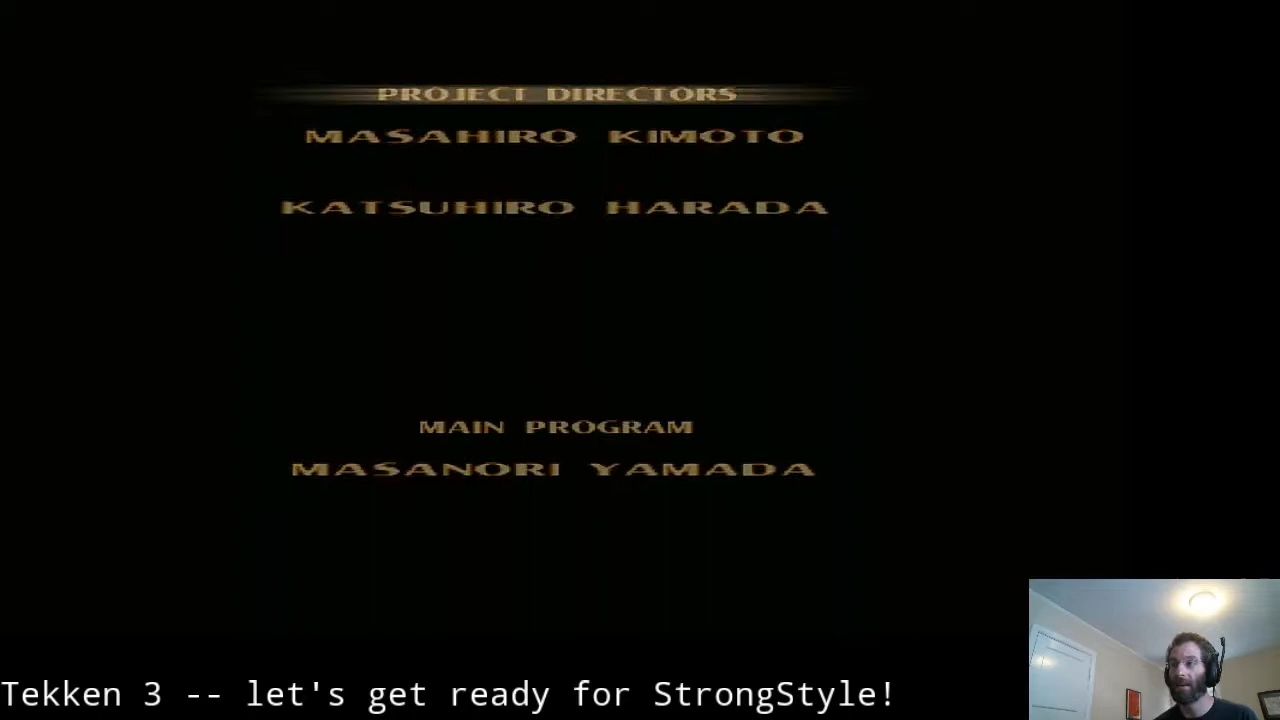 PROJECT DIRECTORS
MASAHIRO KIMOTO
KATSUHIRO HARADA
MAIN PROGRAM
MASANORI YAMADA
Tekken 3 -- let's get ready for StrongStyle!